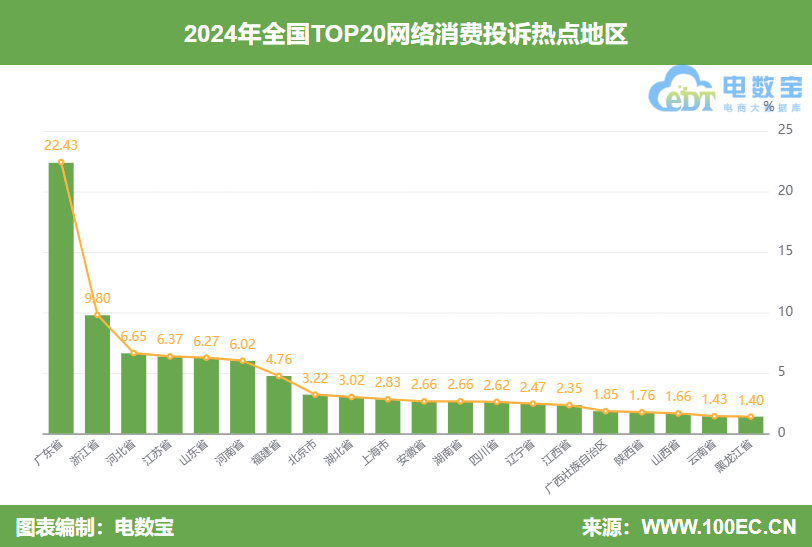 2024年全国TOP20网络消费投诉热点地区
eDT 电数宝
电商大数据库
%
25
20
15
10
5
0
22.43
9.80
6.65
6.37
6.27
6.02
4.76
3.22
3.02
2.83
2.66
2.66
2.62
2.47
2.35
1.85
1.76
1.66
1.43
1.40
广东省
浙江省
河北省
江苏省
山东省
河南省
福建省
北京市
湖北省
上海市
安徽省
湖南省
四川省
辽宁省
江西省
广西壮族自治区
陕西省
山西省
云南省
黑龙江省
图表编制：电数宝
来源：WWW.100EC.CN